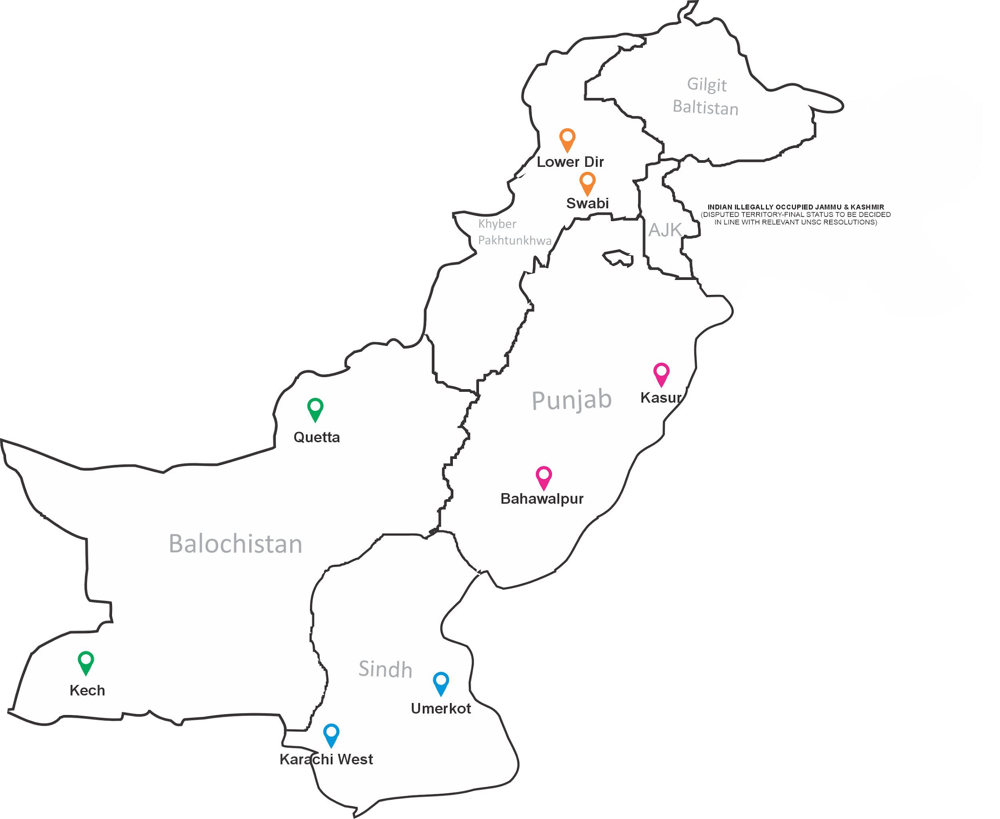 Gilgit
Baltistan
Lower Dir
Swabi
INDIAN ILLEGALLY OCCUPIED JAMMU & KASHMIR
(DISPUTED TERRITORY-FINAL STATUS TO BE DECIDED
IN LINE WITH RELEVANT UNSC RESOLUTIONS)
Khyber
Pakhtunkhwa
AJK
Punjab
Kasur
Quetta
Bahawalpur
Balochistan
Sindh
Kech
Umerkot
Karachi West